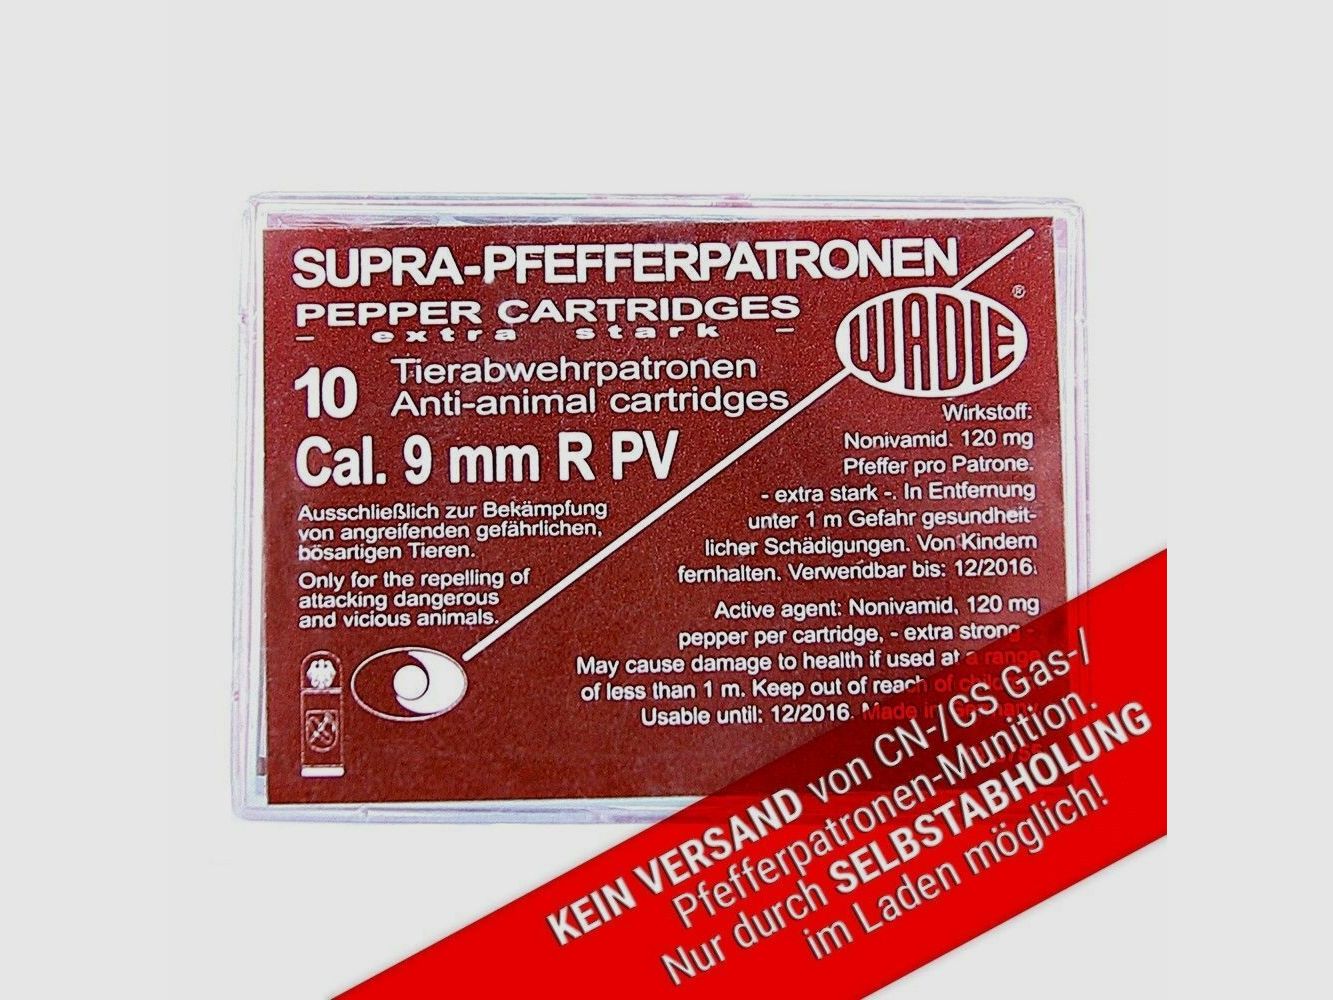 SUPRA-PFEFFERPATRONEN
PEPPER CARTRIDGES
- extra stark -
WADIE®
10 Tierabwehrpatronen
Anti-animal cartridges
Cal. 9 mm R PV
Ausschließlich zur Bekämpfung
von angreifenden gefährlichen,
bösartigen Tieren.
Only for the repelling of
attacking dangerous
and vicious animals.
Wirkstoff:
Nonivamid. 120 mg
Pfeffer pro Patrone.
- extra stark -. In Entfernung
unter 1 m Gefahr gesundheit-
licher Schädigungen. Von Kindern
fernhalten. Verwendbar bis: 12/2016.
Active agent: Nonivamid, 120 mg
pepper per cartridge, - extra strong -
May cause damage to health if used at a range
of less than 1 m. Keep out of reach of
Usable until: 12/2016. Made in Germany
KEIN VERSAND von CN-/CS Gas-/
Pfefferpatronen-Munition.
Nur durch SELBSTABHOLUNG
im Laden möglich!